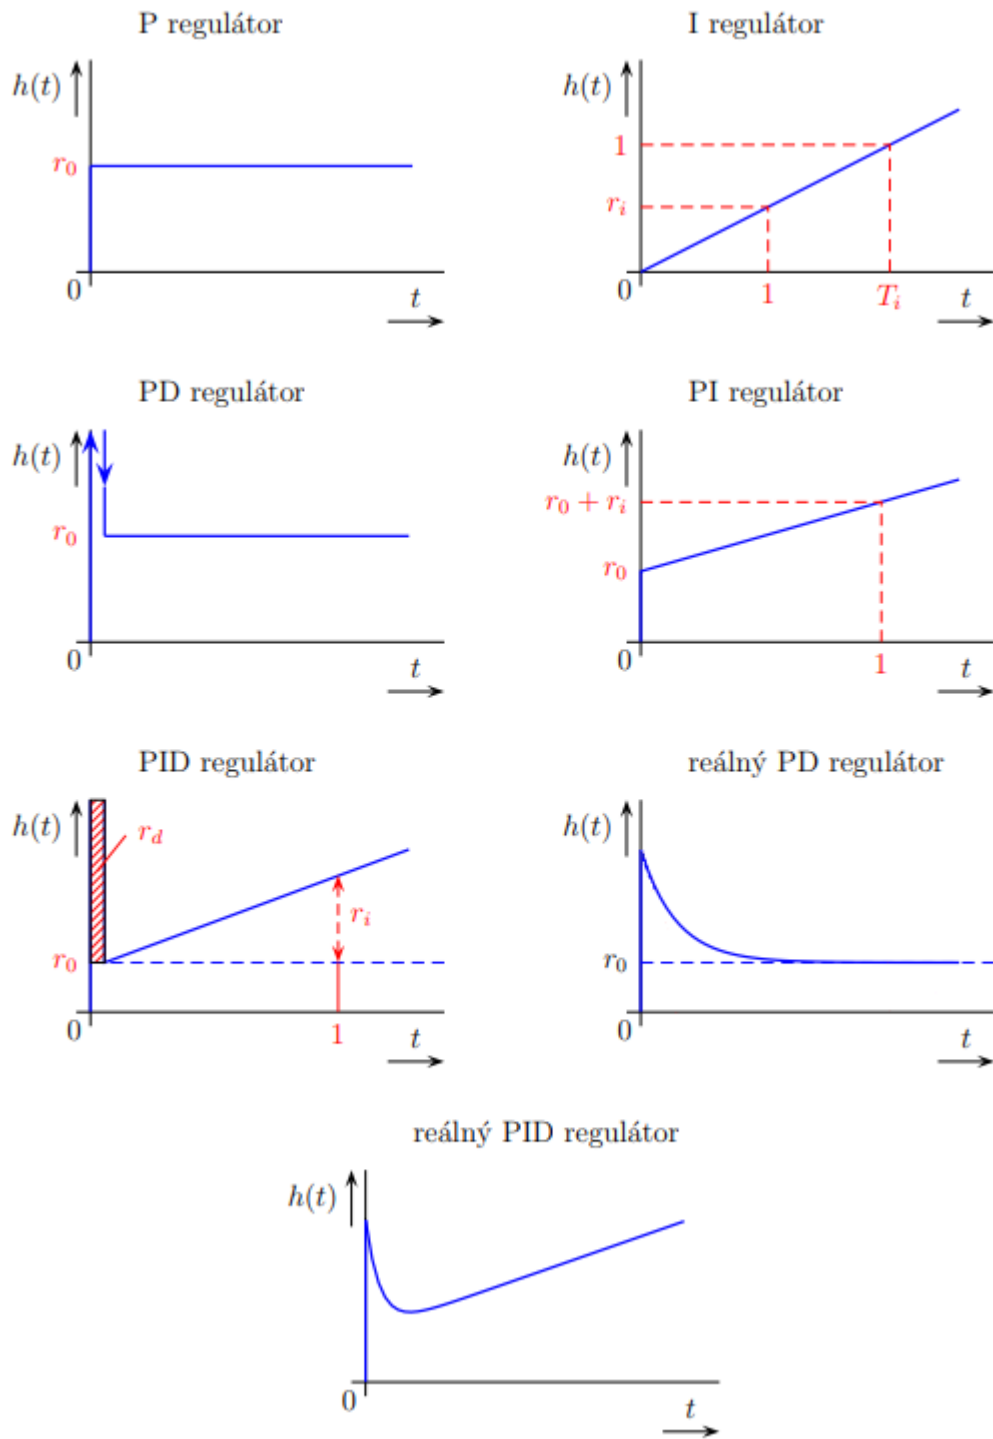 P regulátor
I regulátor
h(t)
h(t)
r₀
1
rᵢ
0
t
0
1
Tᵢ
t
PD regulátor
PI regulátor
h(t)
h(t)
r₀
r₀ + rᵢ
r₀
0
t
0
1
t
PID regulátor
reálný PD regulátor
h(t)
h(t)
r_d
rᵢ
r₀
r₀
0
1
t
0
t
reálný PID regulátor
h(t)
0
t